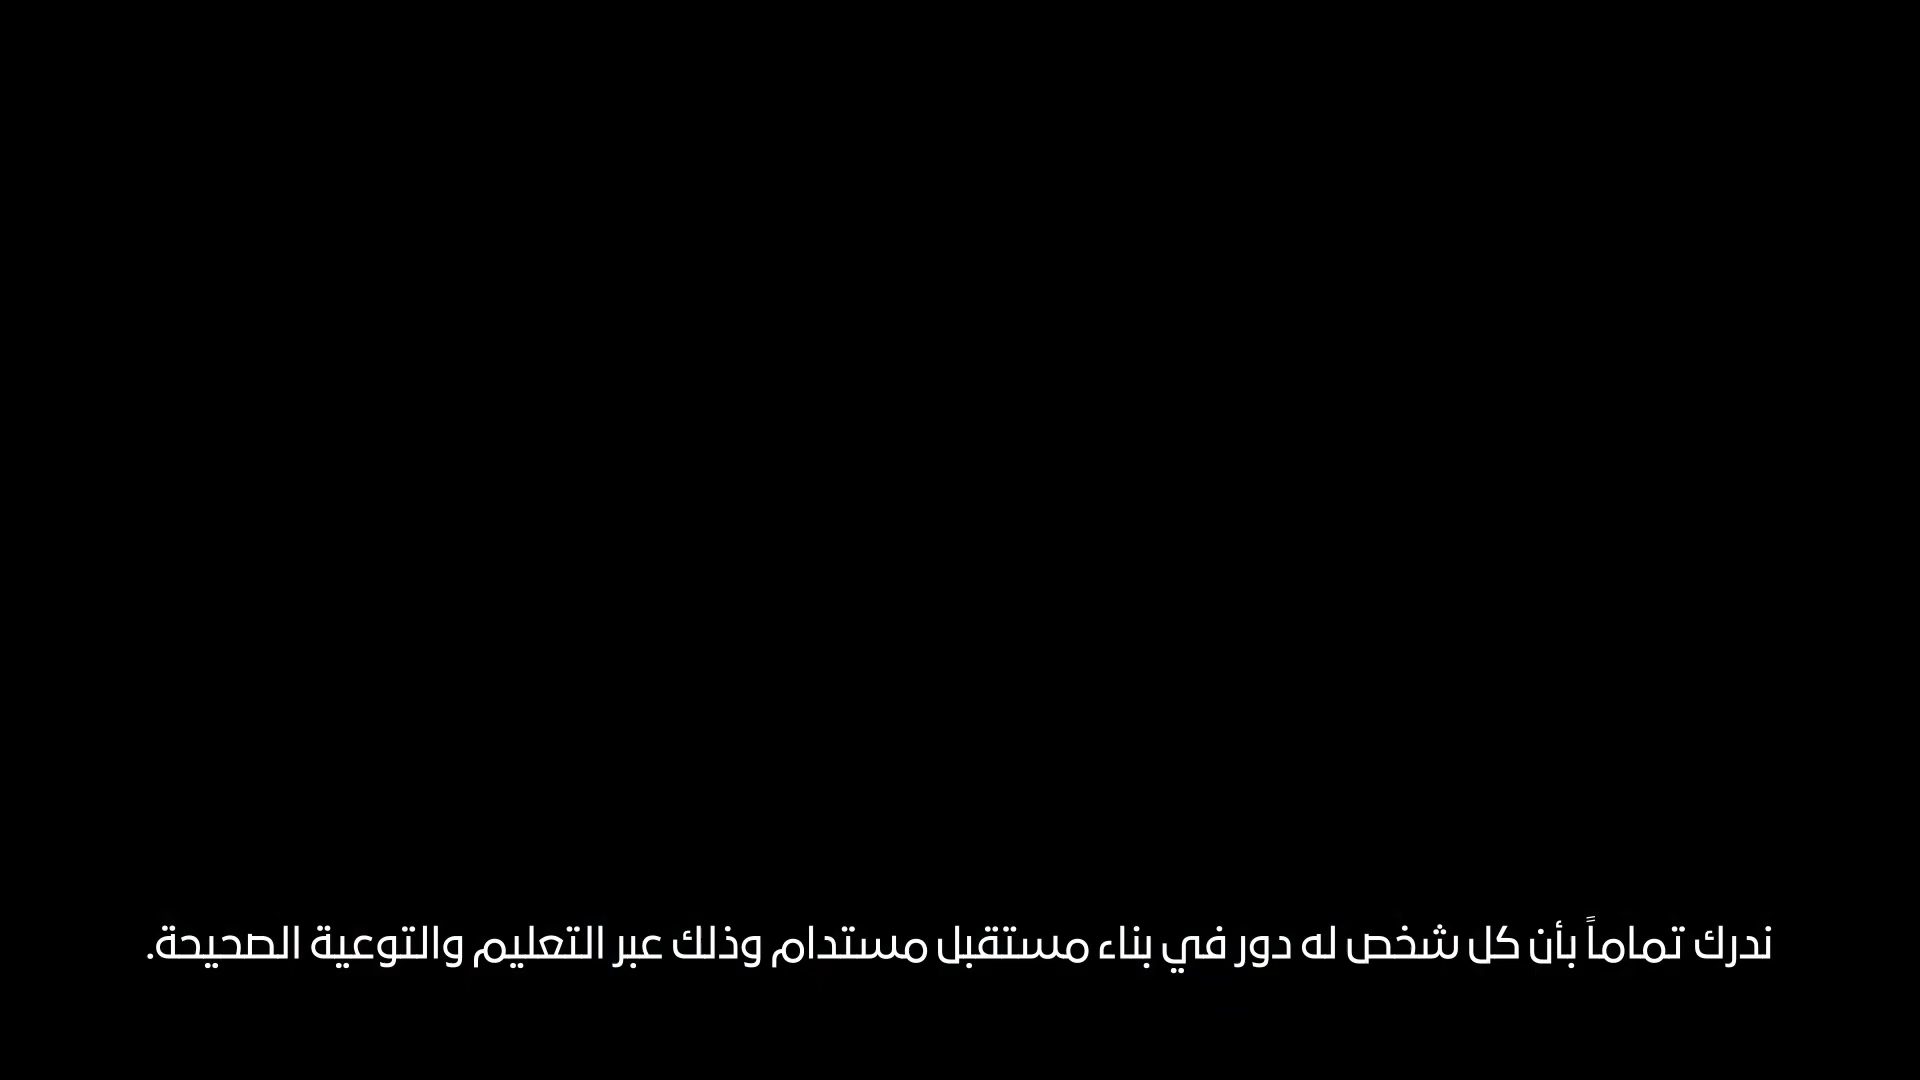 ندرك تماماً بأن كل شخص له دور في بناء مستقبل مستدام وذلك عبر التعليم والتوعية الصحيحة.